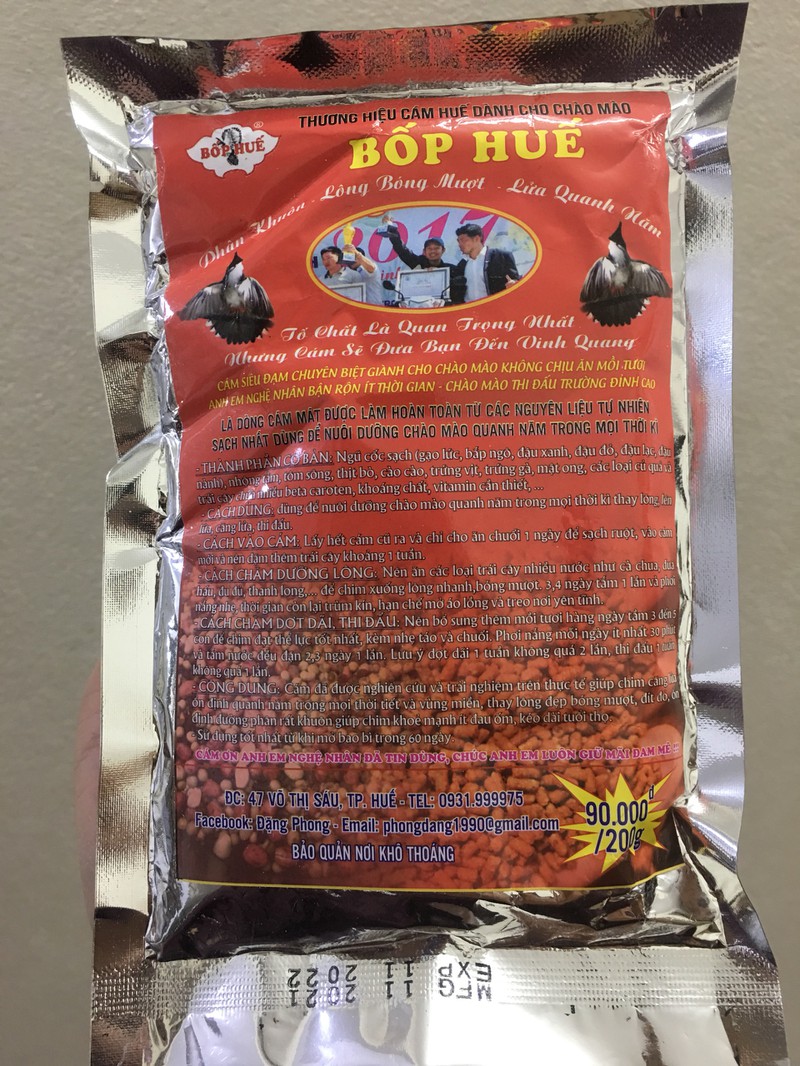 THƯƠNG HIỆU CÁM HUẾ DÀNH CHO CHÀO MÀO
BỐP HUẾ ®
BỐP HUẾ
Phân Khuôn - Lông Bóng Mượt - Lửa Quanh Năm
2017
Tố Chất Là Quan Trọng Nhất
Nhưng Cám Sẽ Đưa Bạn Đến Vinh Quang
CÁM SIÊU ĐẠM CHUYÊN BIỆT GIÀNH CHO CHÀO MÀO KHÔNG CHỊU ĂN MỒI TƯƠI
ANH EM NGHỆ NHÂN BẬN RỘN ÍT THỜI GIAN - CHÀO MÀO THI ĐẤU TRƯỜNG ĐỈNH CAO
LÀ DÒNG CÁM MÁT ĐƯỢC LÀM HOÀN TOÀN TỪ CÁC NGUYÊN LIỆU TỰ NHIÊN
SẠCH NHẤT DÙNG ĐỂ NUÔI DƯỠNG CHÀO MÀO QUANH NĂM TRONG MỌI THỜI KÌ
- THÀNH PHẦN CƠ BẢN: Ngũ cốc sạch (gạo lức, bắp ngô, đậu xanh, đậu đỏ, đậu lạc, đậu
nành), nhộng tằm, tôm sông, thịt bò, cào cào, trứng vịt, trứng gà, mật ong, các loại củ quả và
trái cây chứa nhiều beta caroten, khoáng chất, vitamin cần thiết, ...
- CÁCH DÙNG: dùng để nuôi dưỡng chào mào quanh năm trong mọi thời kì thay lông, lên
lửa, căng lửa, thi đấu.
- CÁCH VÀO CÁM: Lấy hết cám cũ ra và chỉ cho ăn chuối 1 ngày để sạch ruột, vào cám
mới và nên dặm thêm trái cây khoảng 1 tuần.
- CÁCH CHĂM DƯỠNG LÔNG: Nên ăn các loại trái cây nhiều nước như cà chua, dưa
hấu, đu đủ, thanh long,... để chim xuống lông nhanh, bóng mượt. 3,4 ngày tắm 1 lần và phơi
nắng nhẹ, thời gian còn lại trùm kín, hạn chế mở áo lồng và treo nơi yên tĩnh.
- CÁCH CHĂM DỢT DÀI, THI ĐẤU: Nên bổ sung thêm mồi tươi hàng ngày tầm 3 đến 5
con để chim đạt thể lực tốt nhất, kèm nhẹ táo và chuối. Phơi nắng mỗi ngày ít nhất 30 phút
và tắm nước đều đặn 2,3 ngày 1 lần. Lưu ý dợt dài 1 tuần không quá 2 lần, thi đấu 1 tuần
không quá 1 lần.
- CÔNG DỤNG: Cám đã được nghiên cứu và trải nghiệm trên thực tế giúp chim căng lửa
ổn định quanh năm trong mọi thời tiết và vùng miền, thay lông đẹp bóng mượt, đít đỏ, ổn
định đường phân rất khuôn giúp chim khoẻ mạnh ít đau ốm, kéo dài tuổi thọ.
- Sử dụng tốt nhất từ khi mở bao bì trong 60 ngày.
CÁM ƠN ANH EM NGHỆ NHÂN ĐÃ TIN DÙNG, CHÚC ANH EM LUÔN GIỮ MÃI ĐAM MÊ !!!
ĐC: 47 VÕ THỊ SÁU, TP. HUẾ - TEL: 0931.999975
Facebook: Đặng Phong - Email: phongdang1990@gmail.com
BẢO QUẢN NƠI KHÔ THOÁNG
90.000đ
/200g
MFG 11 11 2021
EXP 11 2022